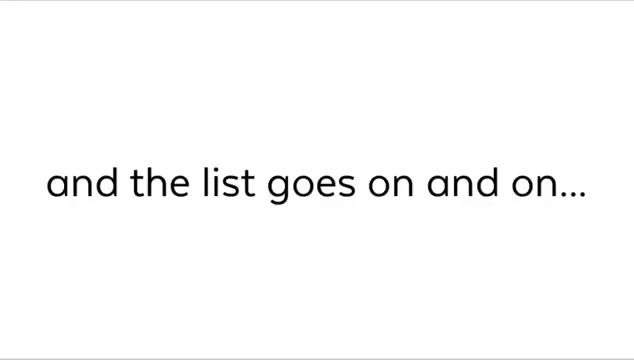 and the list goes on and on...